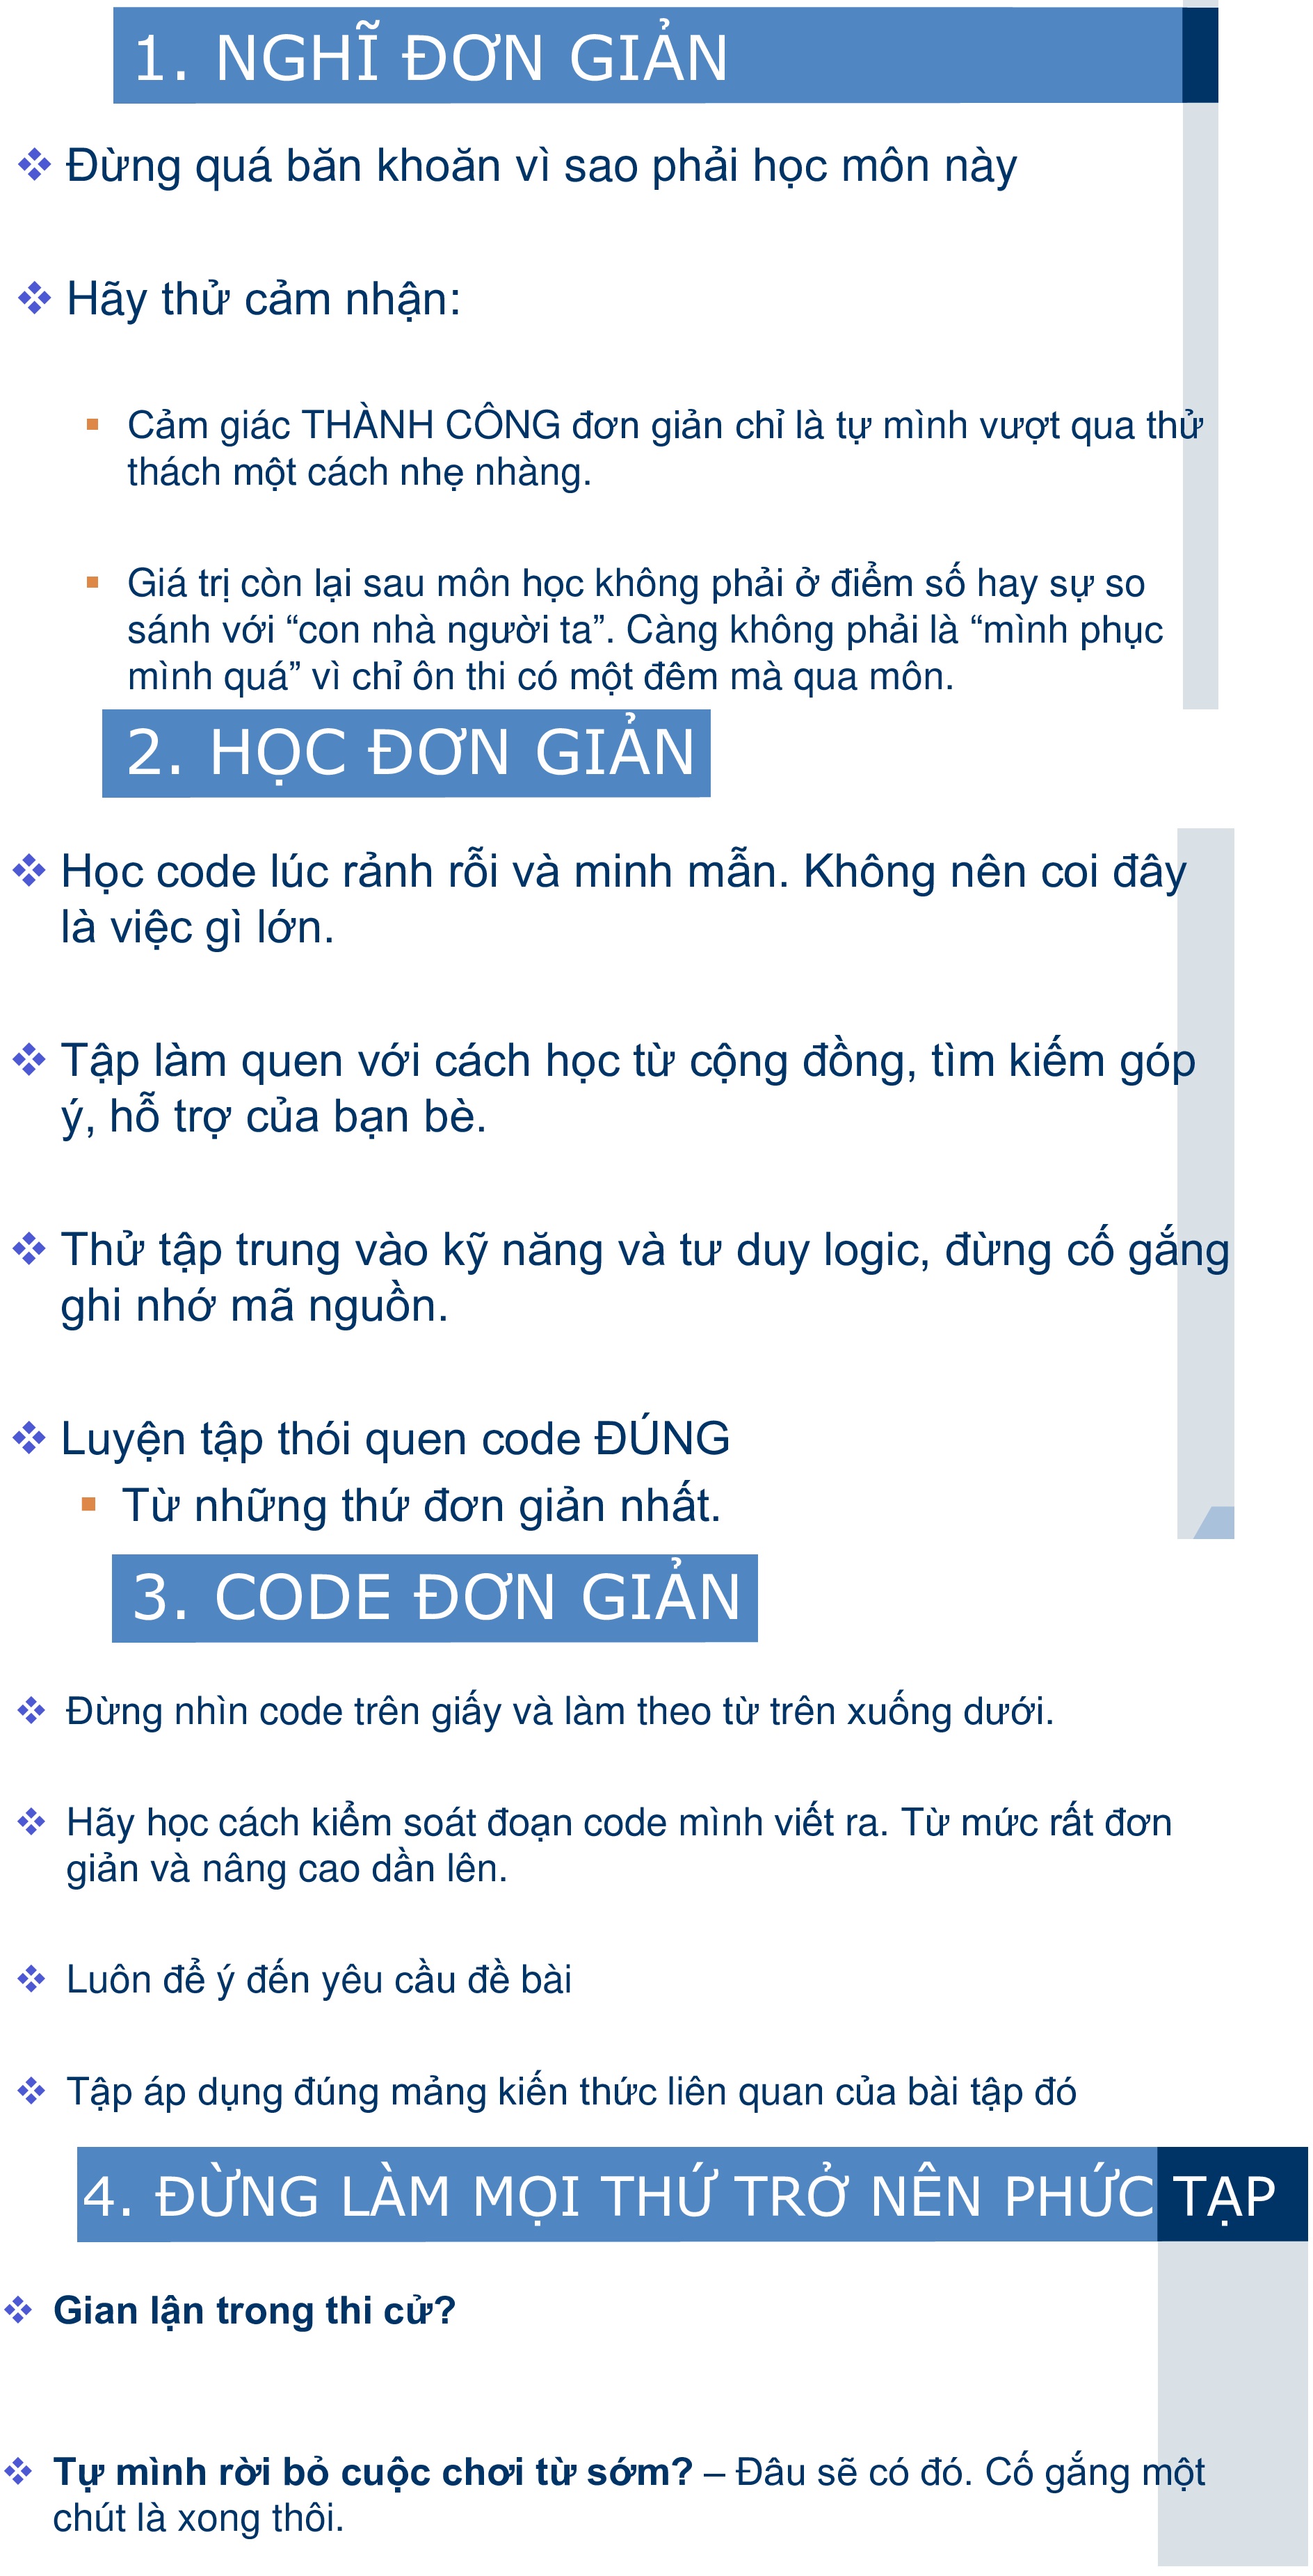 1. NGHĨ ĐƠN GIẢN
Đừng quá băn khoăn vì sao phải học môn này
Hãy thử cảm nhận:
Cảm giác THÀNH CÔNG đơn giản chỉ là tự mình vượt qua thử
thách một cách nhẹ nhàng.
Giá trị còn lại sau môn học không phải ở điểm số hay sự so
sánh với “con nhà người ta”. Càng không phải là “mình phục
mình quá” vì chỉ ôn thi có một đêm mà qua môn.
2. HỌC ĐƠN GIẢN
Học code lúc rảnh rỗi và minh mẫn. Không nên coi đây
là việc gì lớn.
Tập làm quen với cách học từ cộng đồng, tìm kiếm góp
ý, hỗ trợ của bạn bè.
Thử tập trung vào kỹ năng và tư duy logic, đừng cố gắng
ghi nhớ mã nguồn.
Luyện tập thói quen code ĐÚNG
Từ những thứ đơn giản nhất.
3. CODE ĐƠN GIẢN
Đừng nhìn code trên giấy và làm theo từ trên xuống dưới.
Hãy học cách kiểm soát đoạn code mình viết ra. Từ mức rất đơn
giản và nâng cao dần lên.
Luôn để ý đến yêu cầu đề bài
Tập áp dụng đúng mảng kiến thức liên quan của bài tập đó
4. ĐỪNG LÀM MỌI THỨ TRỞ NÊN PHỨC TẠP
Gian lận trong thi cử?
Tự mình rời bỏ cuộc chơi từ sớm? – Đâu sẽ có đó. Cố gắng một
chút là xong thôi.